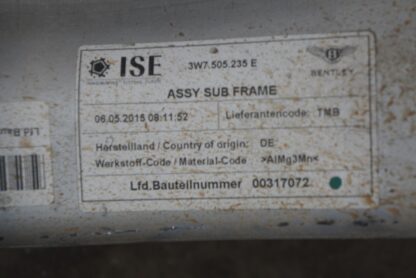 ISE 3W7.505.235 E
BENTLEY
ASSY SUB FRAME
06.05.2015 08:11:52 Lieferantencode: TMB
Herstellland / Country of origin: DE
Werkstoff-Code / Material-Code >AlMg3Mn<
Lfd.Bauteilnummer 00317072